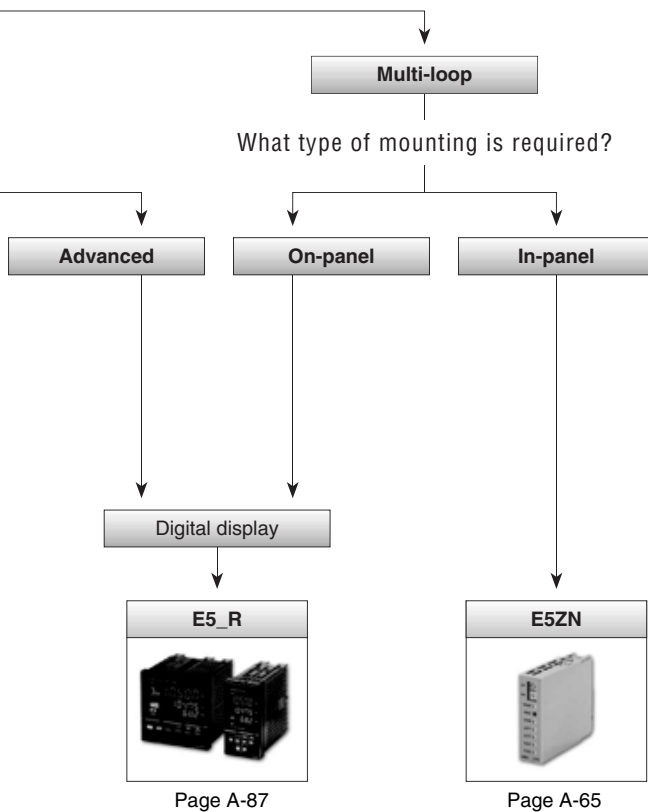 Multi-loop
What type of mounting is required?
Advanced
On-panel
In-panel
Digital display
E5_R
E5ZN
Page A-87
Page A-65